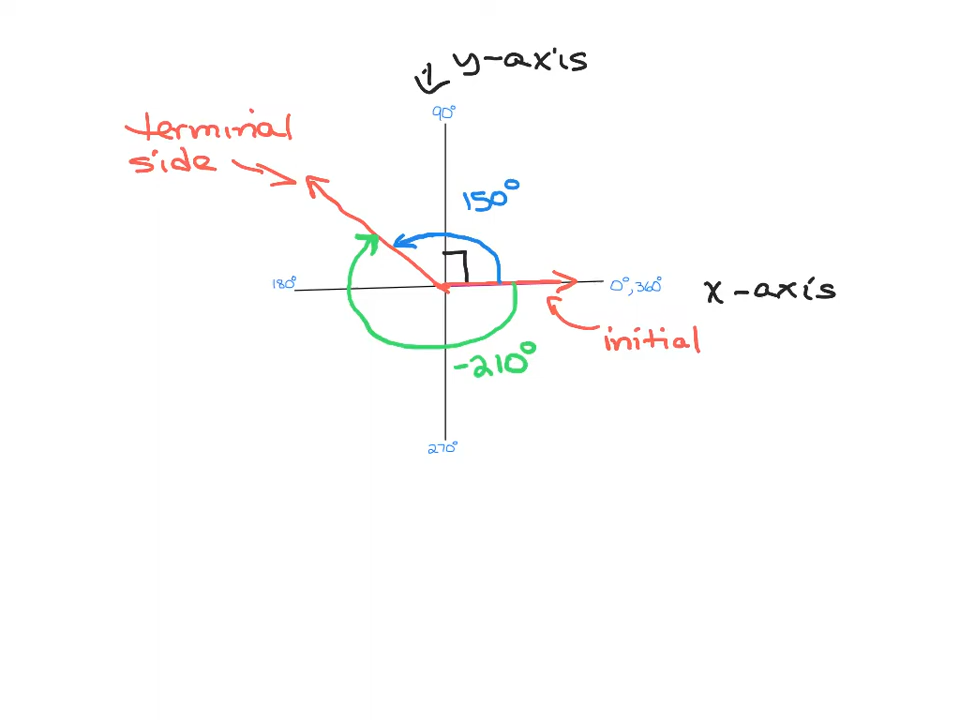 y-axis
90°
terminal
side
150°
180°
0°,360°
x-axis
initial
-210°
270°